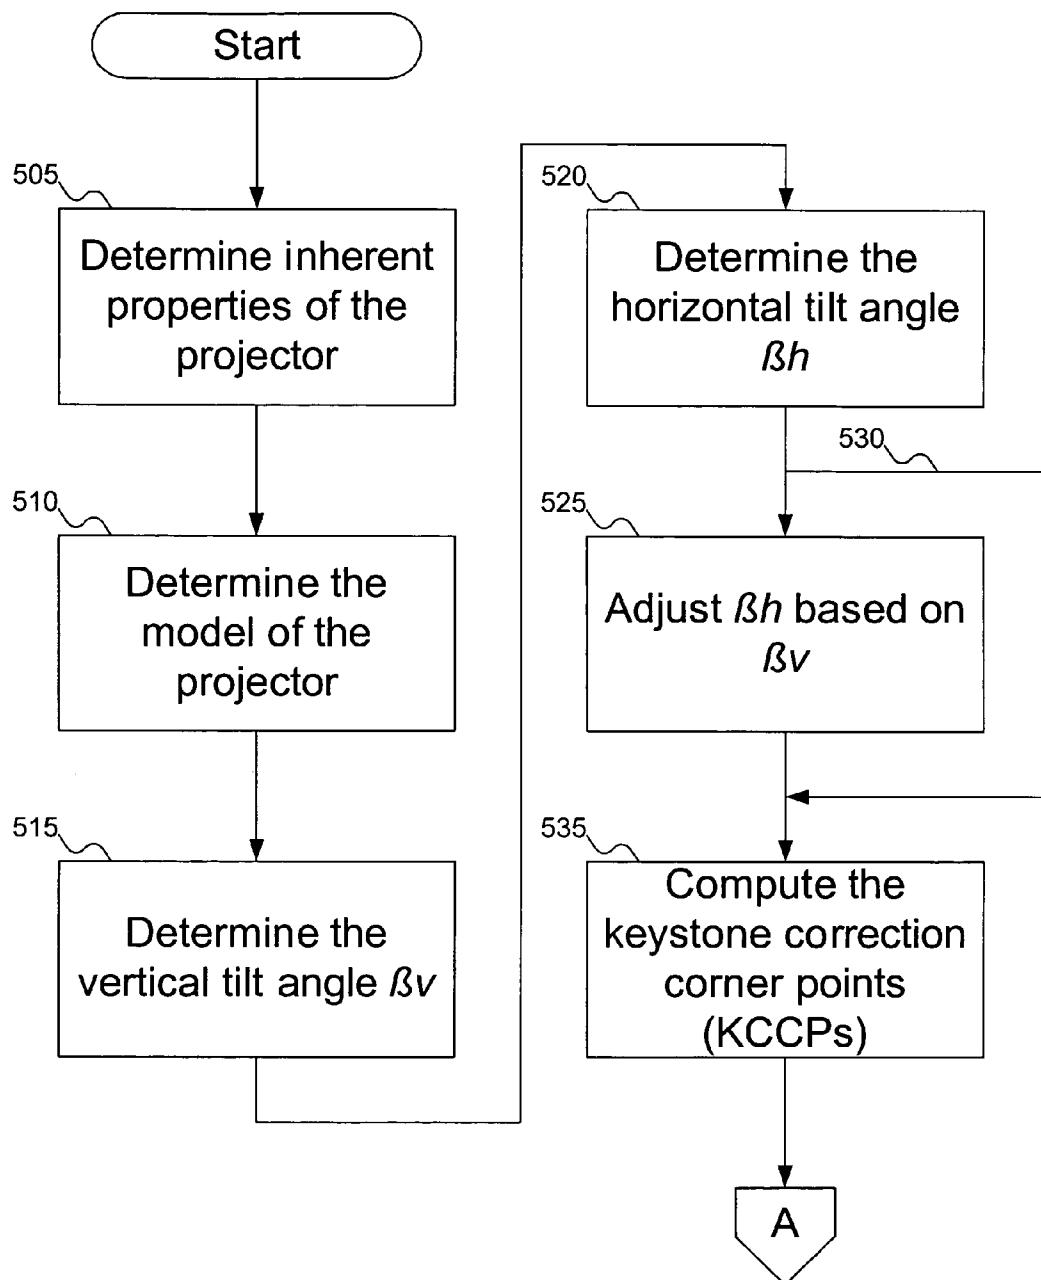 Start
505
Determine inherent
properties of the
projector
510
Determine the
model of the
projector
515
Determine the
vertical tilt angle ßv
520
Determine the
horizontal tilt angle
ßh
530
525
Adjust ßh based on
ßv
535
Compute the
keystone correction
corner points
(KCCPs)
A